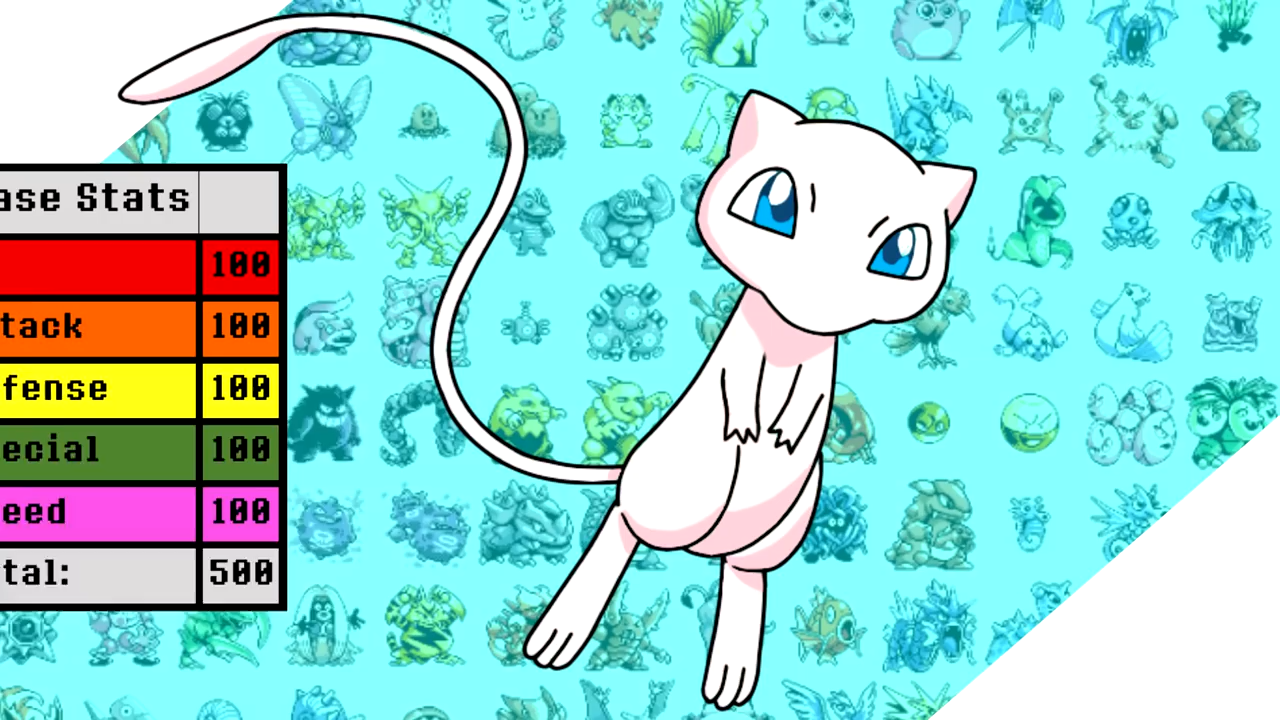 ase Stats
100
tack 100
fense 100
ecial 100
eed 100
tal: 500